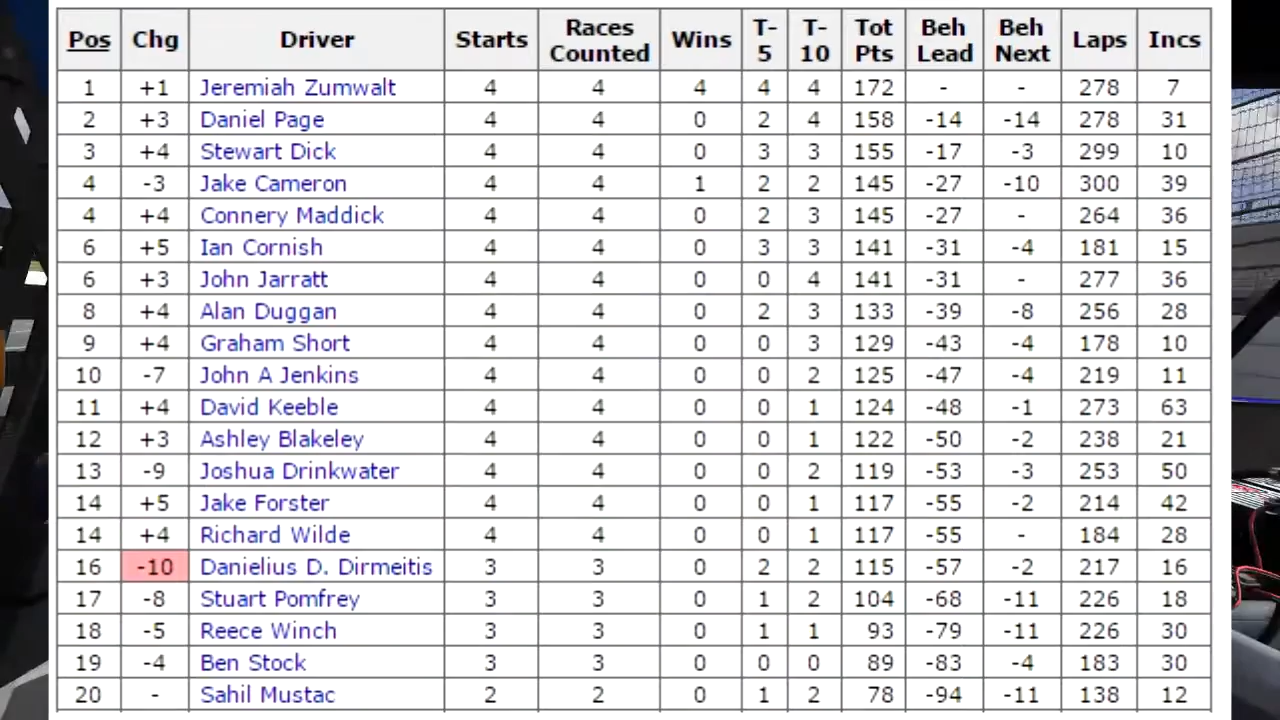 Pos Chg Driver Starts Races Counted Wins T-5 T-10 Tot Pts Beh Lead Beh Next Laps Incs
1 +1 Jeremiah Zumwalt 4 4 4 4 4 172 - - 278 7
2 +3 Daniel Page 4 4 0 2 4 158 -14 -14 278 31
3 +4 Stewart Dick 4 4 0 3 3 155 -17 -3 299 10
4 -3 Jake Cameron 4 4 1 2 2 145 -27 -10 300 39
4 +4 Connery Maddick 4 4 0 2 3 145 -27 - 264 36
6 +5 Ian Cornish 4 4 0 3 3 141 -31 -4 181 15
6 +3 John Jarratt 4 4 0 0 4 141 -31 - 277 36
8 +4 Alan Duggan 4 4 0 2 3 133 -39 -8 256 28
9 +4 Graham Short 4 4 0 0 3 129 -43 -4 178 10
10 -7 John A Jenkins 4 4 0 0 2 125 -47 -4 219 11
11 +4 David Keeble 4 4 0 0 1 124 -48 -1 273 63
12 +3 Ashley Blakeley 4 4 0 0 1 122 -50 -2 238 21
13 -9 Joshua Drinkwater 4 4 0 0 2 119 -53 -3 253 50
14 +5 Jake Forster 4 4 0 0 1 117 -55 -2 214 42
14 +4 Richard Wilde 4 4 0 0 1 117 -55 - 184 28
16 -10 Danielius D. Dirmeitis 3 3 0 2 2 115 -57 -2 217 16
17 -8 Stuart Pomfrey 3 3 0 1 2 104 -68 -11 226 18
18 -5 Reece Winch 3 3 0 1 1 93 -79 -11 226 30
19 -4 Ben Stock 3 3 0 0 0 89 -83 -4 183 30
20 - Sahil Mustac 2 2 0 1 2 78 -94 -11 138 12